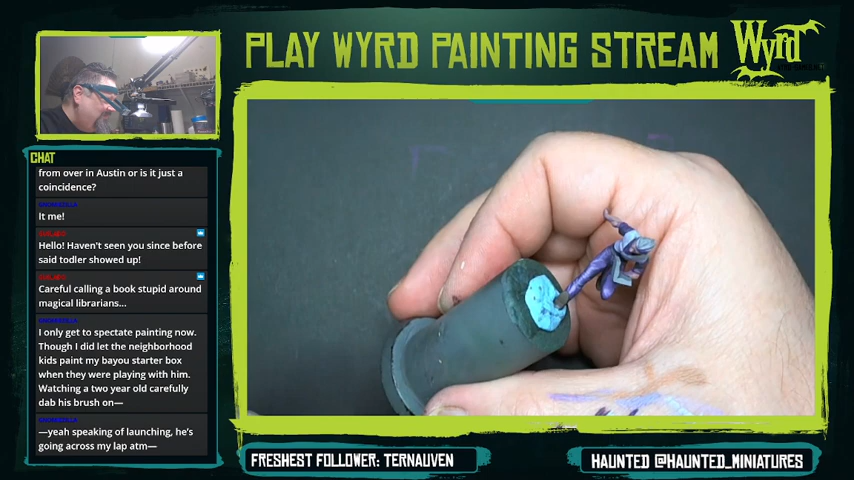 PLAY WYRD PAINTING STREAM
Wyrd
CHAT
from over in Austin or is it just a
coincidence?
It me!
Hello! Haven't seen you since before
said todler showed up!
Careful calling a book stupid around
magical librarians...
I only get to spectate painting now.
Though I did let the neighborhood
kids paint my bayou starter box
when they were playing with him.
Watching a two year old carefully
dab his brush on—
—yeah speaking of launching, he's
going across my lap atm—
FRESHEST FOLLOWER: TERNAUVEN
HAUNTED @HAUNTED_MINIATURES